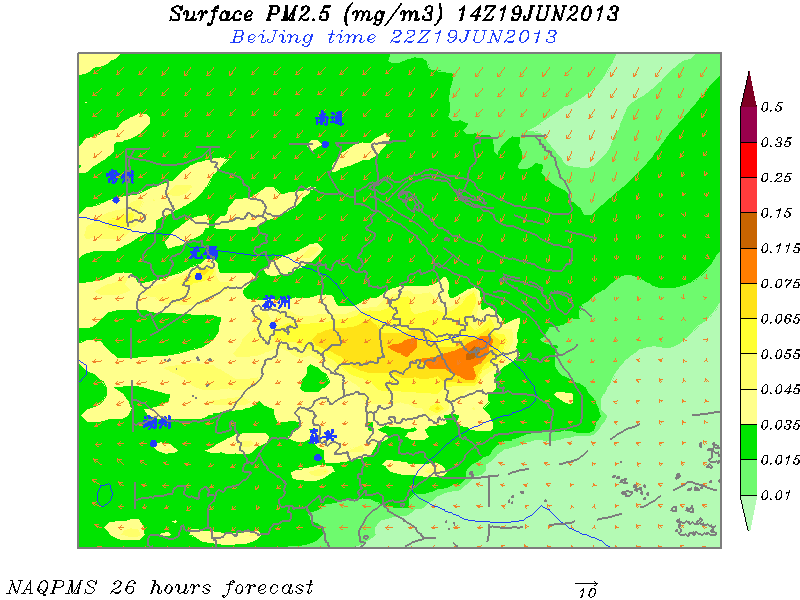 Surface PM2.5 (mg/m3) 14Z19JUN2013
BeiJing time 22Z19JUN2013
南通
常州
无锡
苏州
湖州
嘉兴
0.5
0.35
0.25
0.15
0.115
0.075
0.065
0.055
0.045
0.035
0.015
0.01
NAQPMS 26 hours forecast
10